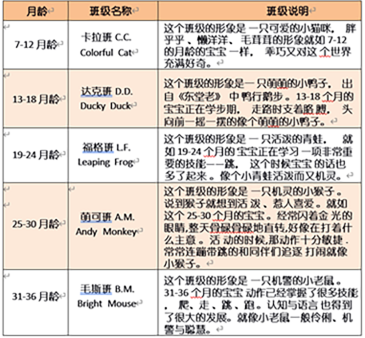 月龄 班级名称 班级说明
7-12 月龄
卡拉班 C.C.
Colorful Cat
这个班级的形象是一只可爱的小猫咪，胖
乎乎、懒洋洋、毛茸茸的形象就如 7-12
的月龄的宝宝一样，乖巧又对这个世界
充满好奇。
13-18 月龄
达克班 D.D.
Ducky Duck
这个班级的形象是一只萌萌的小鸭子，出
自《东堂老》中鸭行鹅步。13-18 个月的
宝宝正在学步期，走路时支着胳膊，头
向前一摇一摆的像个萌萌的小鸭子。
19-24 月龄
福格班 L.F.
Leaping Frog
这个班级的形象是一只活泼的青蛙，就
如 19-24 个月的宝宝正在学习一项非常重
要的技能——跳，这个时候宝宝的话也
多了起来。像个小青蛙活泼而又机灵。
25-30 月龄
萌可班 A.M.
Andy Monkey
这个班级的形象是一只机灵的小猴子。
说到猴子就想到活泼、惹人喜爱。就如
这个 25-30 个月的宝宝。经常闪着金光的
眼睛,整天骨碌骨碌地直转,好像在打着什
么主意。活动的时候,那动作十分敏捷.
常常连蹦带跳的和同伴们追逐打闹就像
小猴子。
31-36 月龄
毛斯班 B.M.
Bright Mouse
这个班级的形象是一只机警的小老鼠。
31-36 个月的宝宝动作已经掌握了很多技能
，爬、走、跳、跑。认知与语言也得到
了很大的发展。就像小老鼠一般伶俐、机
警与聪慧。